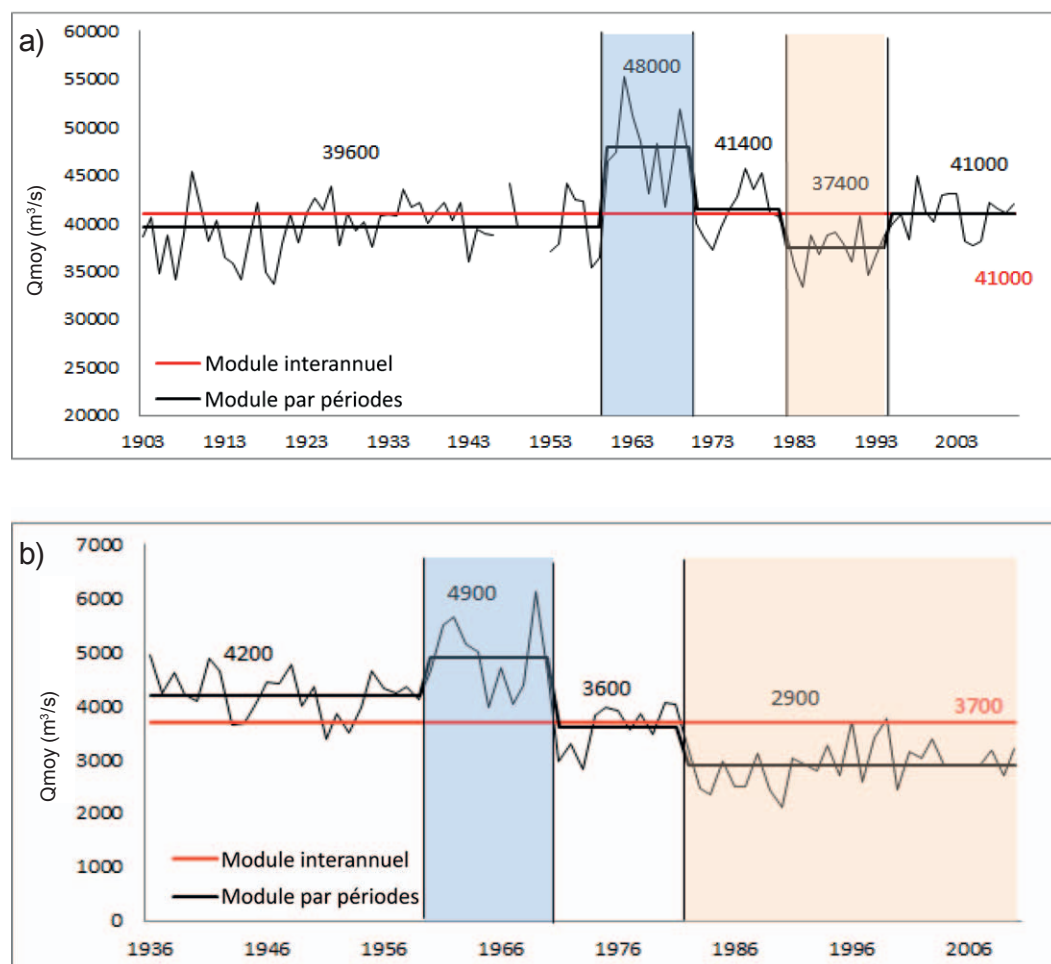 a)
60000
55000
50000
45000
40000
35000
30000
25000
20000
Qmoy (m³/s)
39600
48000
41400
37400
41000
41000
Module interannuel
Module par périodes
1903 1913 1923 1933 1943 1953 1963 1973 1983 1993 2003
b)
7000
6000
5000
4000
3000
2000
1000
0
Qmoy (m³/s)
4200
4900
3600
2900
3700
Module interannuel
Module par périodes
1936 1946 1956 1966 1976 1986 1996 2006